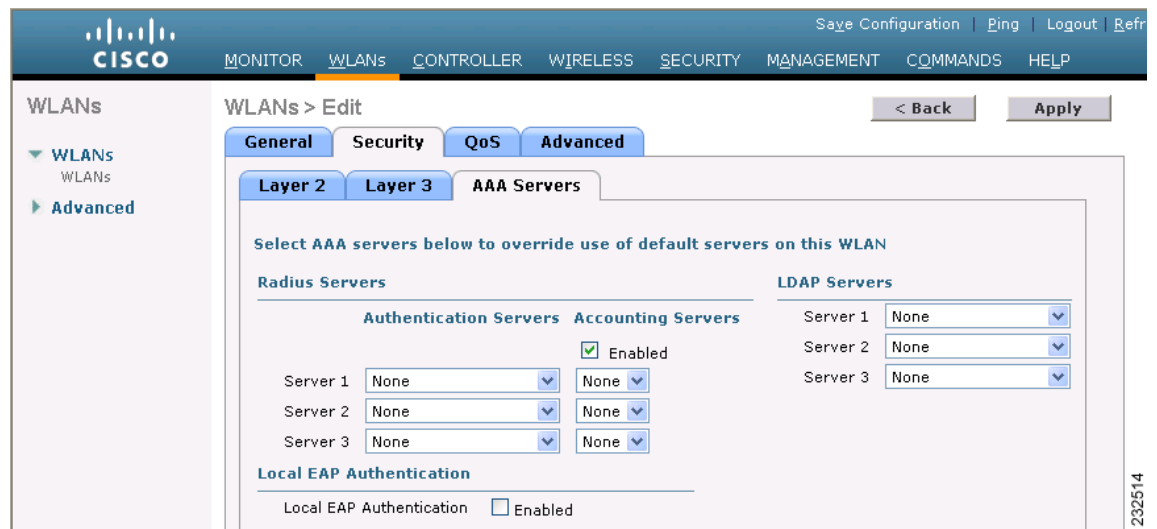 Save Configuration | Ping | Logout | Refr
CISCO
MONITOR WLANs CONTROLLER WIRELESS SECURITY MANAGEMENT COMMANDS HELP
WLANs
WLANs
WLANs
Advanced
WLANs > Edit
< Back
Apply
General Security QoS Advanced
Layer 2 Layer 3 AAA Servers
Select AAA servers below to override use of default servers on this WLAN
Radius Servers
Authentication Servers Accounting Servers
Enabled
Server 1 None None
Server 2 None None
Server 3 None None
LDAP Servers
Server 1 None
Server 2 None
Server 3 None
Local EAP Authentication
Local EAP Authentication Enabled
232514